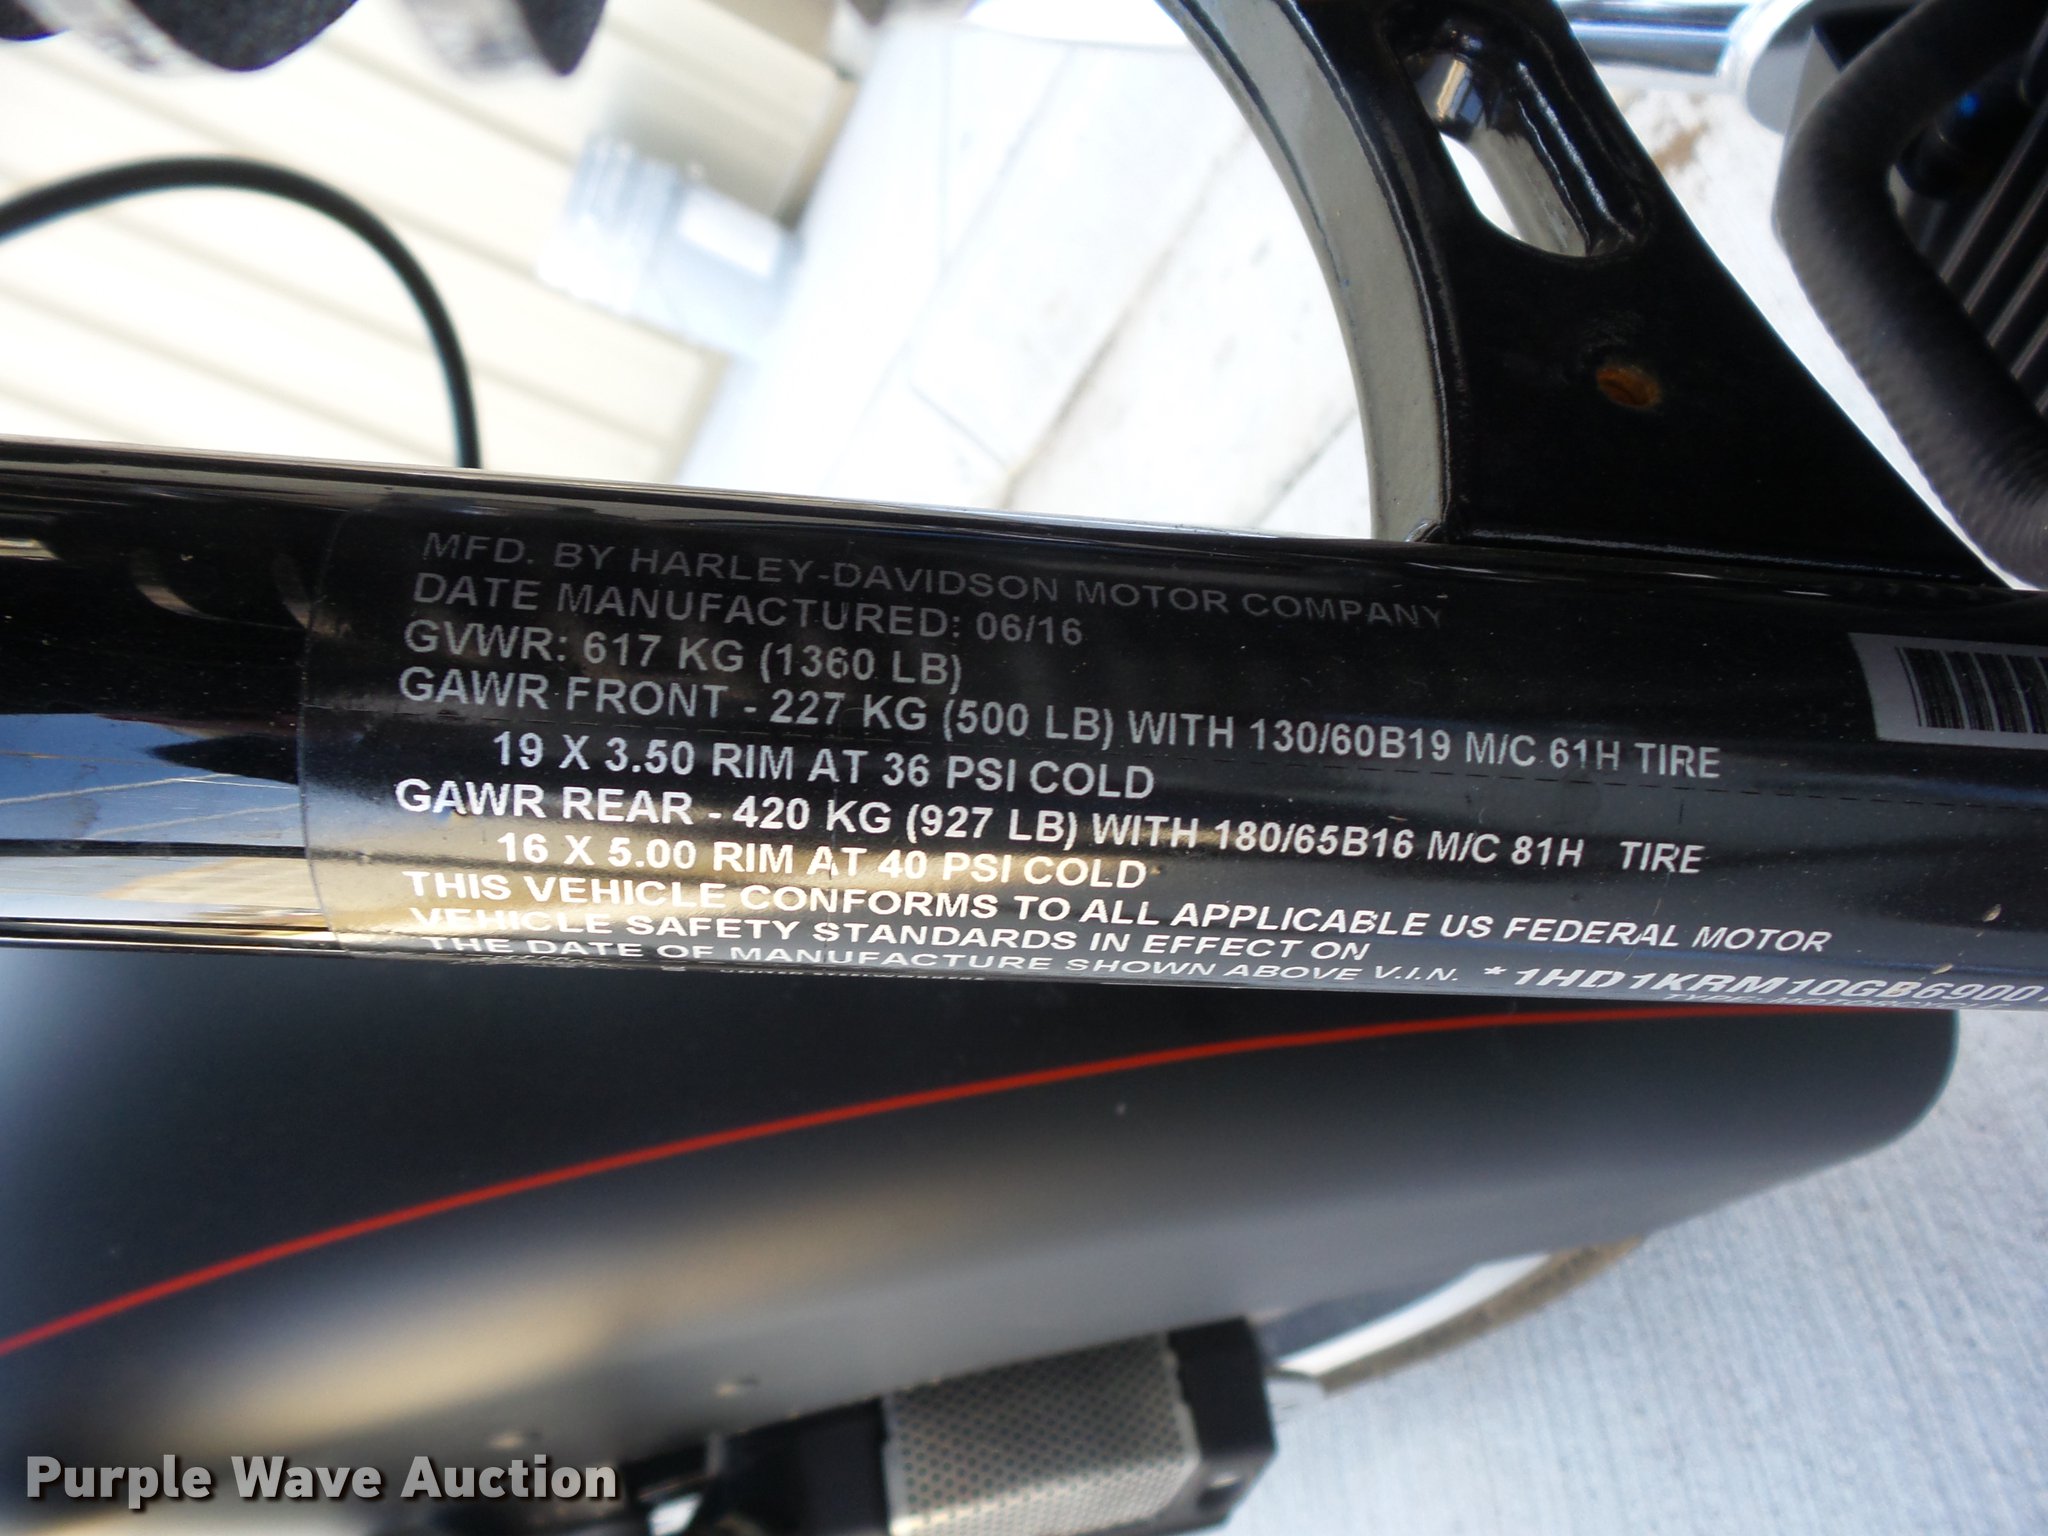 MFD. BY HARLEY-DAVIDSON MOTOR COMPANY
DATE MANUFACTURED: 06/16
GVWR: 617 KG (1360 LB)
GAWR FRONT - 227 KG (500 LB) WITH 130/60B19 M/C 61H TIRE
19 X 3.50 RIM AT 36 PSI COLD
GAWR REAR - 420 KG (927 LB) WITH 180/65B16 M/C 81H TIRE
16 X 5.00 RIM AT 40 PSI COLD
THIS VEHICLE CONFORMS TO ALL APPLICABLE US FEDERAL MOTOR
VEHICLE SAFETY STANDARDS IN EFFECT ON
THE DATE OF MANUFACTURE SHOWN ABOVE V.I.N. *1HD1KRM10GB6900
TYPE: MOTORCYCLE
Purple Wave Auction